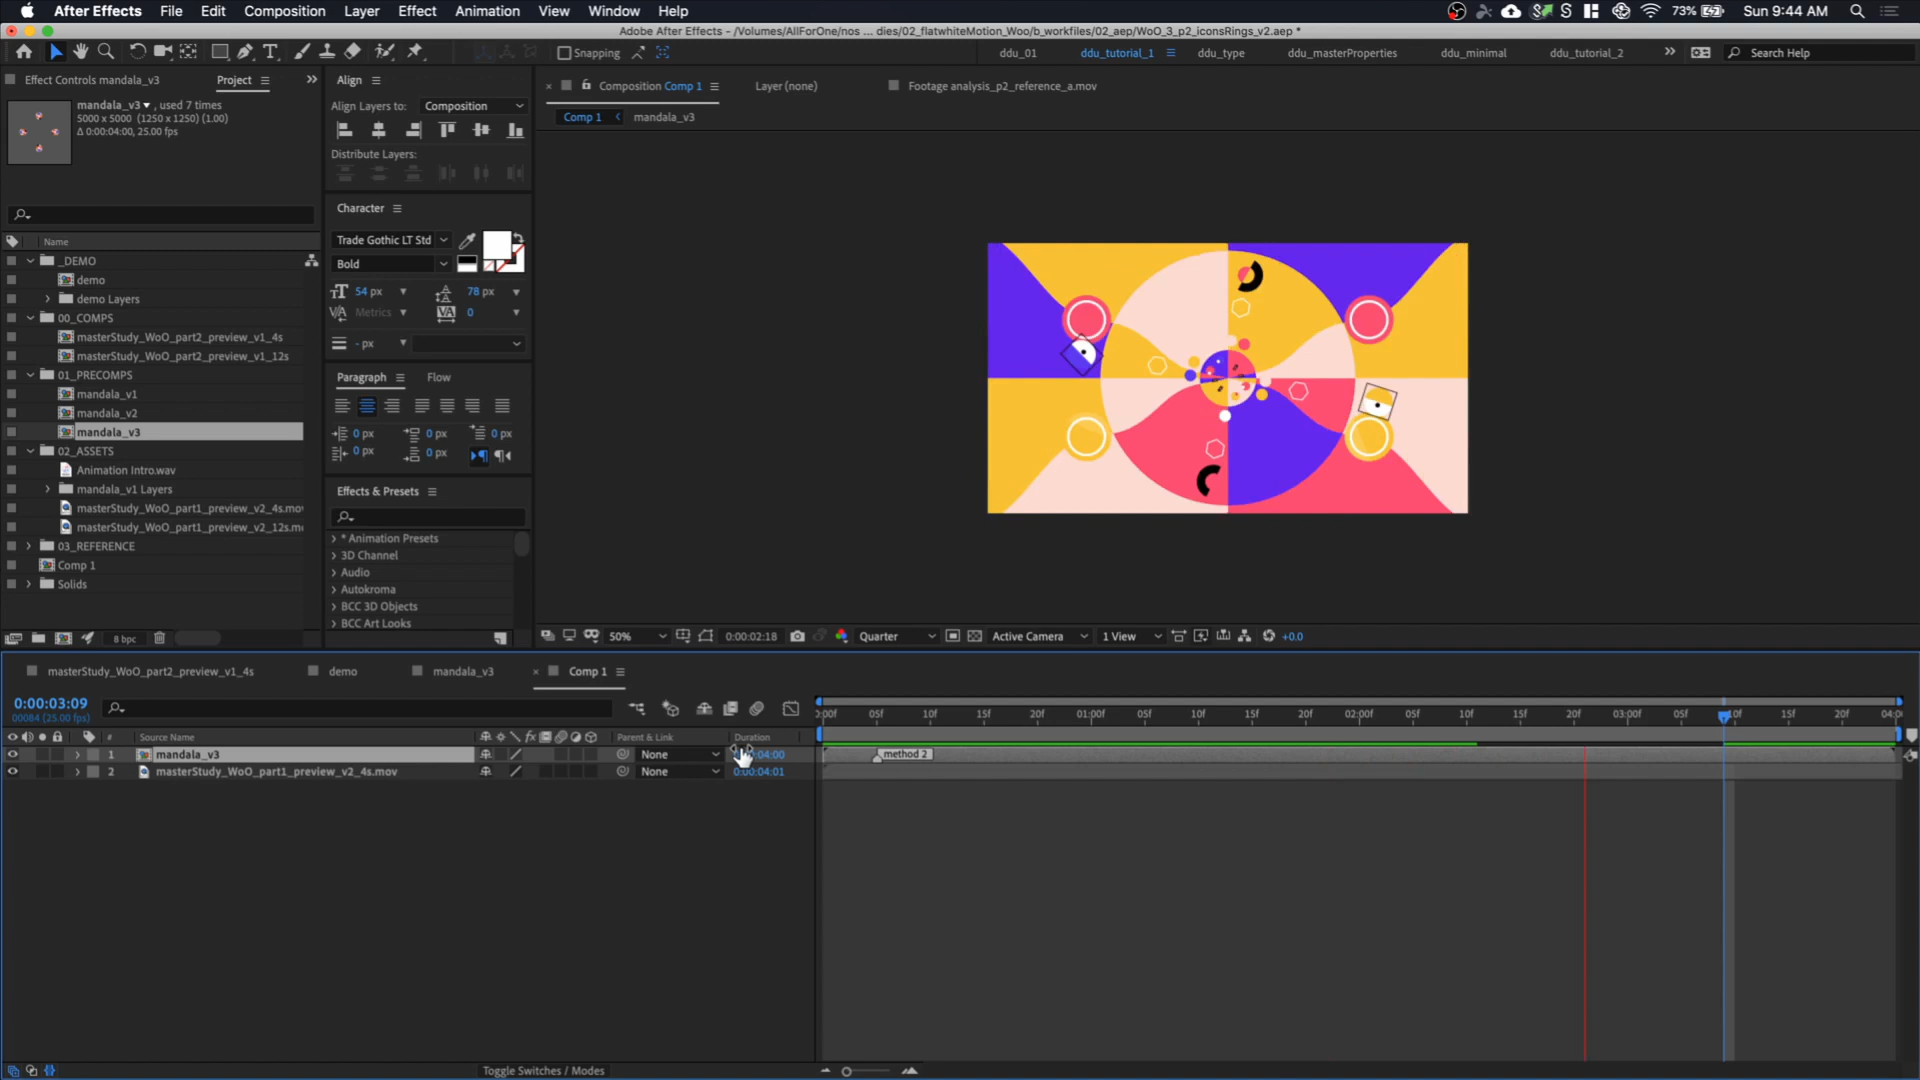 After Effects File Edit Composition Layer Effect Animation View Window Help 73% Sun 9:44 AM
Adobe After Effects - /Volumes/AllForOne/nos ... dies/02_flatwhiteMotion_Woo/b_workfiles/02_aep/WoO_3_p2_iconsRings_v2.aep *
Snapping ddu_01 ddu_tutorial_1 ddu_type ddu_masterProperties ddu_minimal ddu_tutorial_2 Search Help
Effect Controls mandala_v3 Project
mandala_v3 , used 7 times
5000 x 5000 (1250 x 1250) (1.00)
Δ 0:00:04:00, 25.00 fps
Name
_DEMO
demo
demo Layers
00_COMPS
masterStudy_WoO_part2_preview_v1_4s
masterStudy_WoO_part2_preview_v1_12s
01_PRECOMPS
mandala_v1
mandala_v2
mandala_v3
02_ASSETS
Animation Intro.wav
mandala_v1 Layers
masterStudy_WoO_part1_preview_v2_4s.mov
masterStudy_WoO_part1_preview_v2_12s.m
03_REFERENCE
Comp 1
Solids
8 bpc
Align
Align Layers to: Composition
Distribute Layers:
Character
Trade Gothic LT Std
Bold
54 px 78 px
Metrics 0
- px
Paragraph Flow
0 px 0 px 0 px
0 px 0 px
Effects & Presets
* Animation Presets
3D Channel
Audio
Autokroma
BCC 3D Objects
BCC Art Looks
Composition Comp 1 Layer (none) Footage analysis_p2_reference_a.mov
Comp 1 mandala_v3
50% 0:00:02:18 Quarter Active Camera 1 View +0.0
masterStudy_WoO_part2_preview_v1_4s demo mandala_v3 Comp 1
0:00:03:09
00084 (25.00 fps)
:00f 05f 10f 15f 20f 01:00f 05f 10f 15f 20f 02:00f 05f 10f 15f 20f 03:00f 05f 10f 15f 20f 04:0
# Source Name Parent & Link Duration
1 mandala_v3 None :04:00 method 2
2 masterStudy_WoO_part1_preview_v2_4s.mov None 0:00:04:01
Toggle Switches / Modes